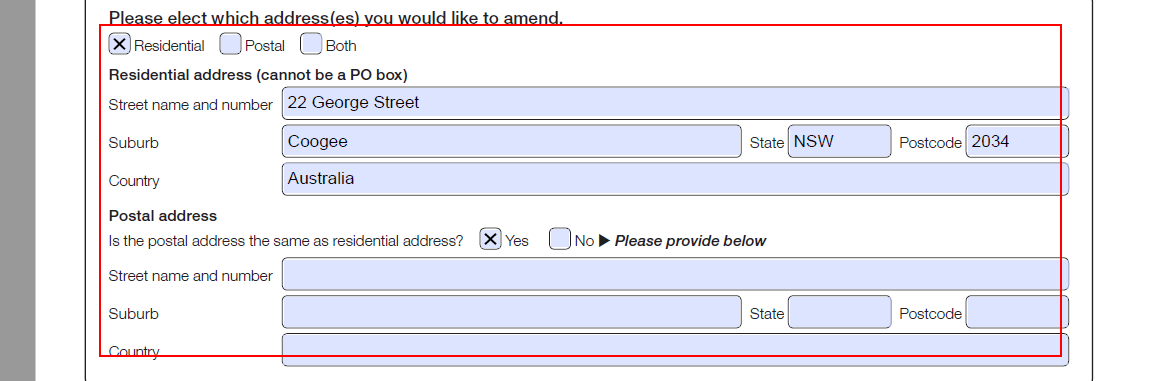 Please elect which address(es) you would like to amend.
Residential Postal Both
Residential address (cannot be a PO box)
Street name and number 22 George Street
Suburb Coogee State NSW Postcode 2034
Country Australia
Postal address
Is the postal address the same as residential address? Yes No ▶ Please provide below
Street name and number
Suburb State Postcode
Country